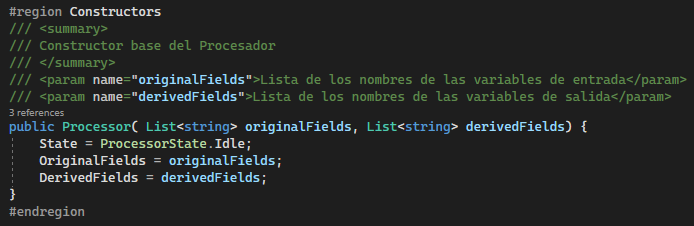 #region Constructors
/// <summary>
/// Constructor base del Procesador
/// </summary>
/// <param name="originalFields">Lista de los nombres de las variables de entrada</param>
/// <param name="derivedFields">Lista de los nombres de las variables de salida</param>
3 references
public Processor( List<string> originalFields, List<string> derivedFields) {
    State = ProcessorState.Idle;
    OriginalFields = originalFields;
    DerivedFields = derivedFields;
}
#endregion